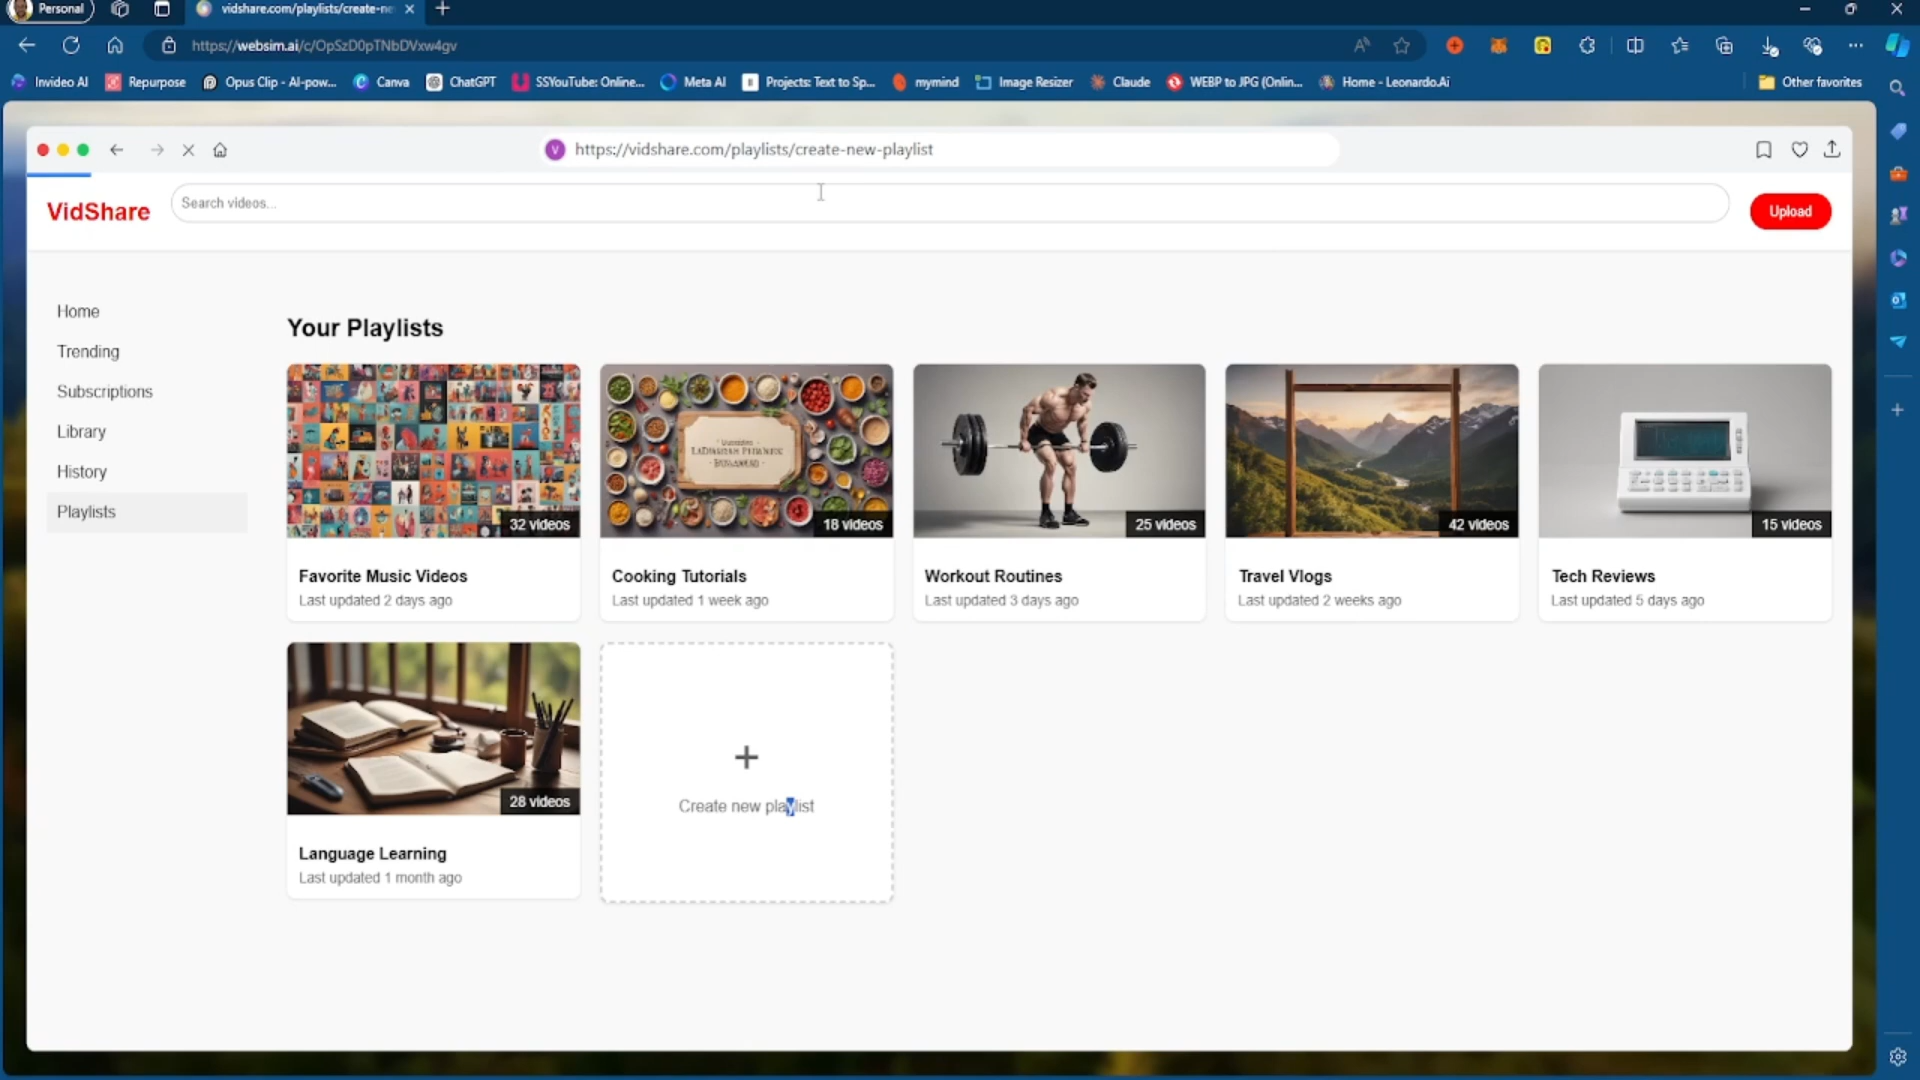 Personal
vidshare.com/playlists/create-ne
https://websim.ai/c/OpSzD0pTNbDVxw4gv
Invideo AI
Repurpose
Opus Clip - AI-pow...
Canva
ChatGPT
SSYouTube: Online...
Meta AI
Projects: Text to Sp...
mymind
Image Resizer
Claude
WEBP to JPG (Onlin...
Home - Leonardo.Ai
Other favorites
V
https://vidshare.com/playlists/create-new-playlist
VidShare
Search videos...
Upload
Home
Trending
Subscriptions
Library
History
Playlists
Your Playlists
32 videos
18 videos
25 videos
42 videos
15 videos
Favorite Music Videos
Cooking Tutorials
Workout Routines
Travel Vlogs
Tech Reviews
Last updated 2 days ago
Last updated 1 week ago
Last updated 3 days ago
Last updated 2 weeks ago
Last updated 5 days ago
28 videos
+
Create new playlist
Language Learning
Last updated 1 month ago